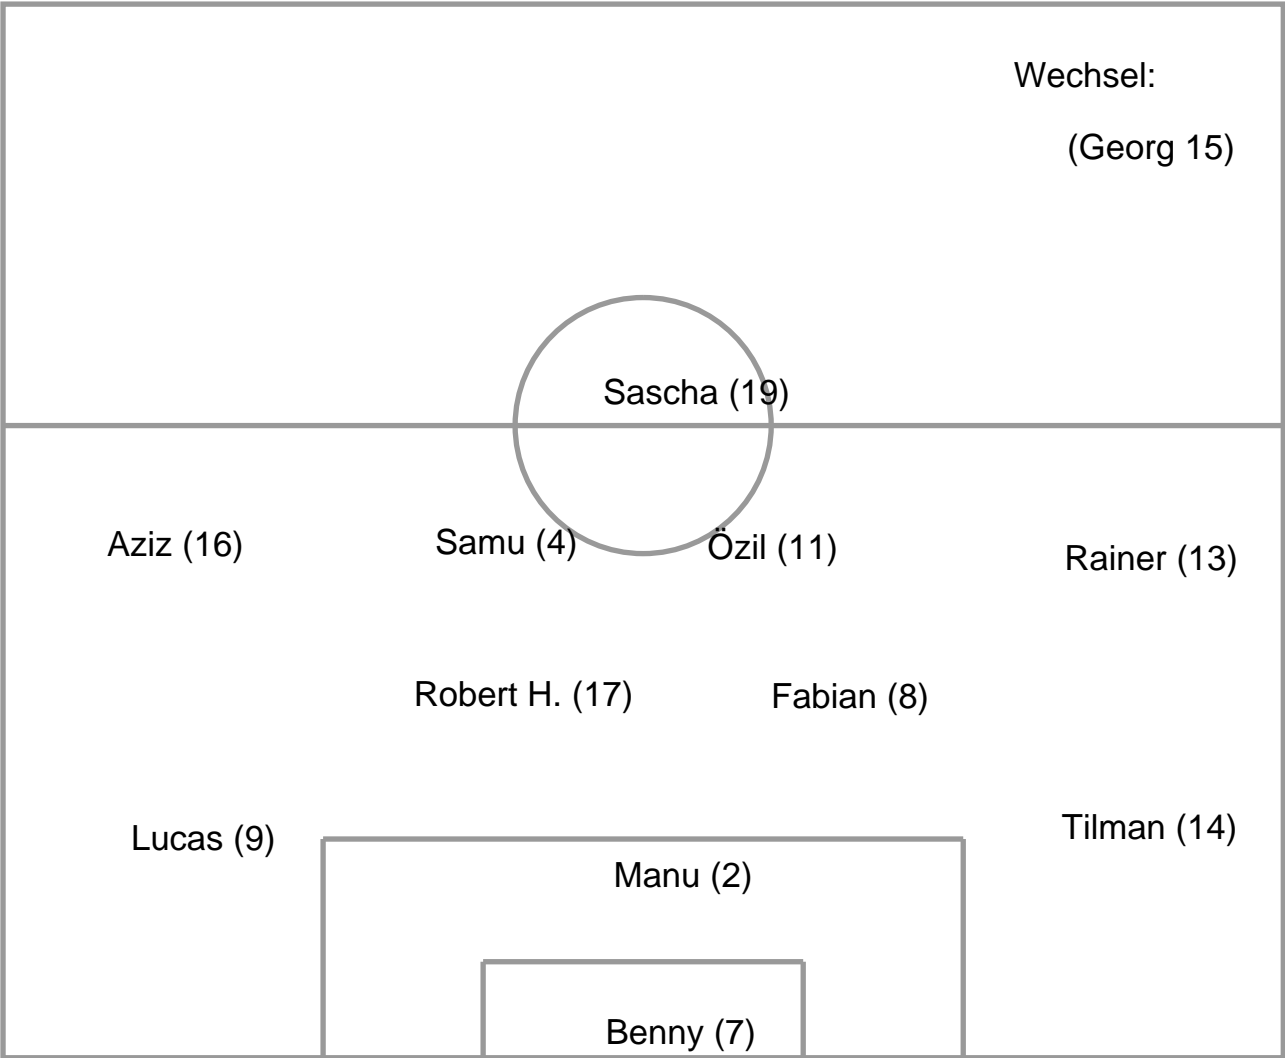 Wechsel:
(Georg 15)
Sascha (19)
Aziz (16)
Samu (4)
Özil (11)
Rainer (13)
Robert H. (17)
Fabian (8)
Lucas (9)
Tilman (14)
Manu (2)
Benny (7)